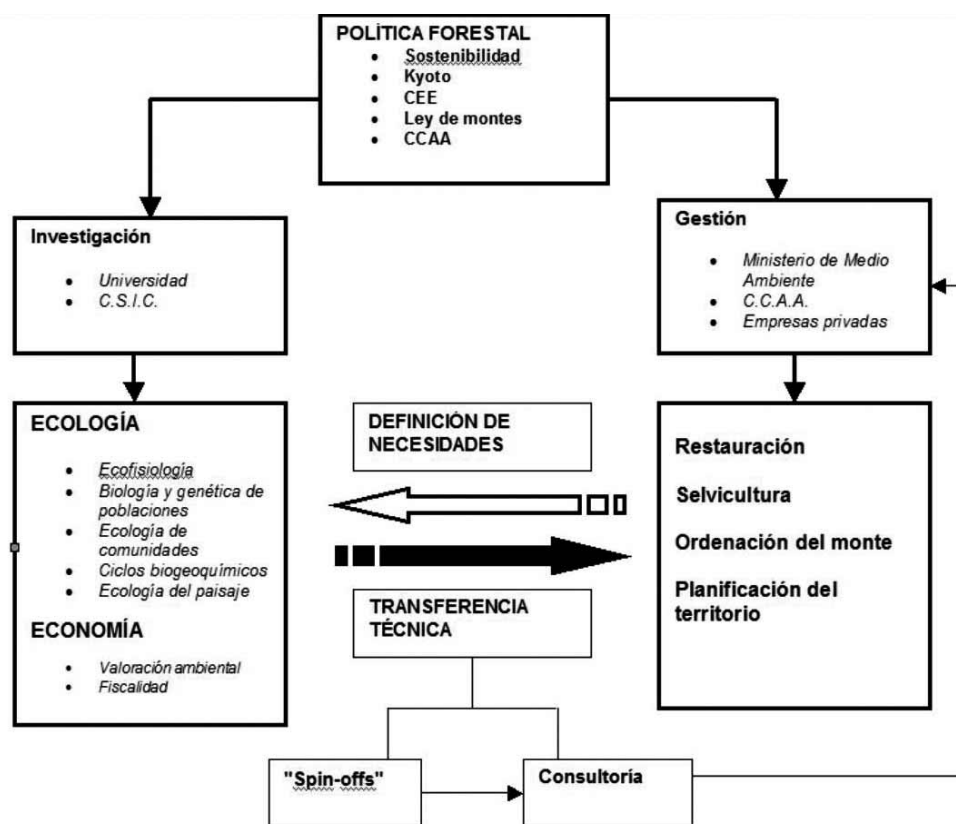 POLÍTICA FORESTAL
• Sostenibilidad
• Kyoto
• CEE
• Ley de montes
• CCAA
Investigación
• Universidad
• C.S.I.C.
Gestión
• Ministerio de Medio
Ambiente
• C.C.A.A.
• Empresas privadas
ECOLOGÍA
• Ecofisiología
• Biología y genética de
poblaciones
• Ecología de
comunidades
• Ciclos biogeoquímicos
• Ecología del paisaje
ECONOMÍA
• Valoración ambiental
• Fiscalidad
DEFINICIÓN DE
NECESIDADES
TRANSFERENCIA
TÉCNICA
Restauración
Selvicultura
Ordenación del monte
Planificación del
territorio
"Spin-offs"
Consultoría